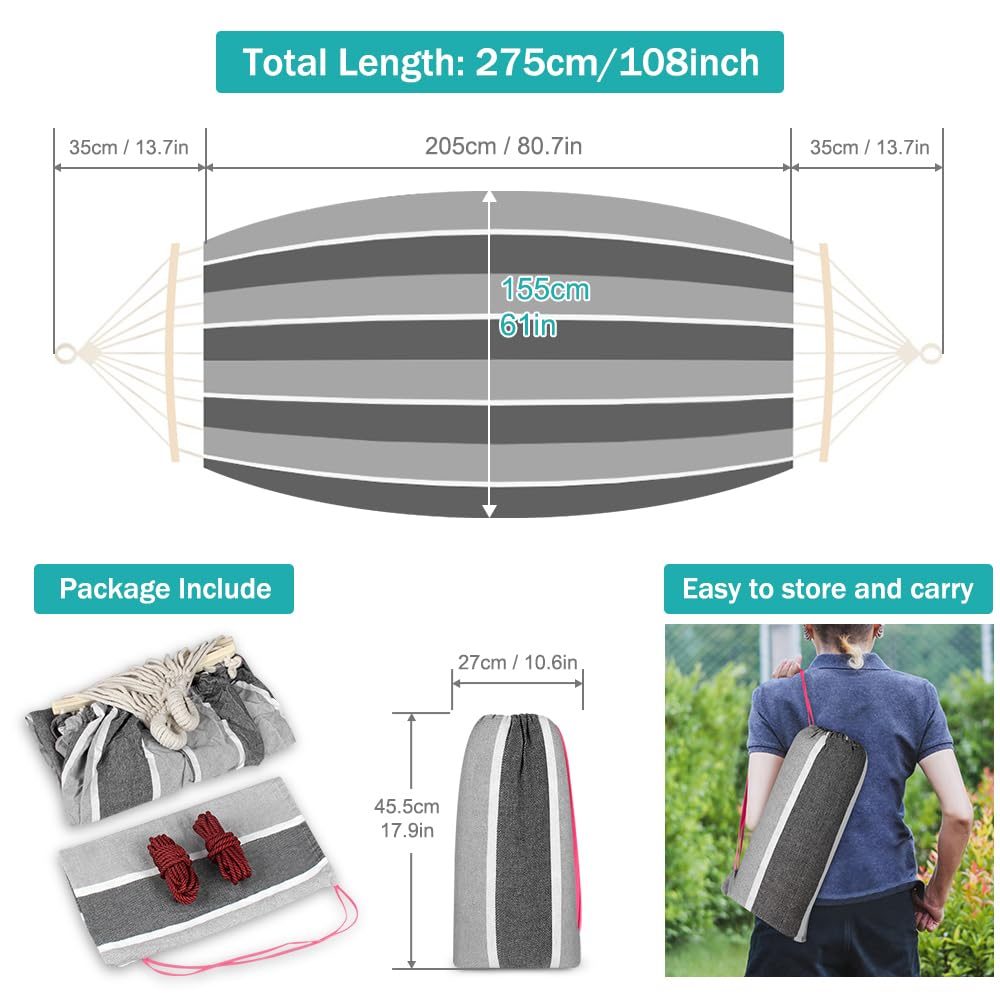 Total Length: 275cm/108inch
35cm / 13.7in
205cm / 80.7in
35cm / 13.7in
155cm
61in
Package Include
Easy to store and carry
27cm / 10.6in
45.5cm
17.9in